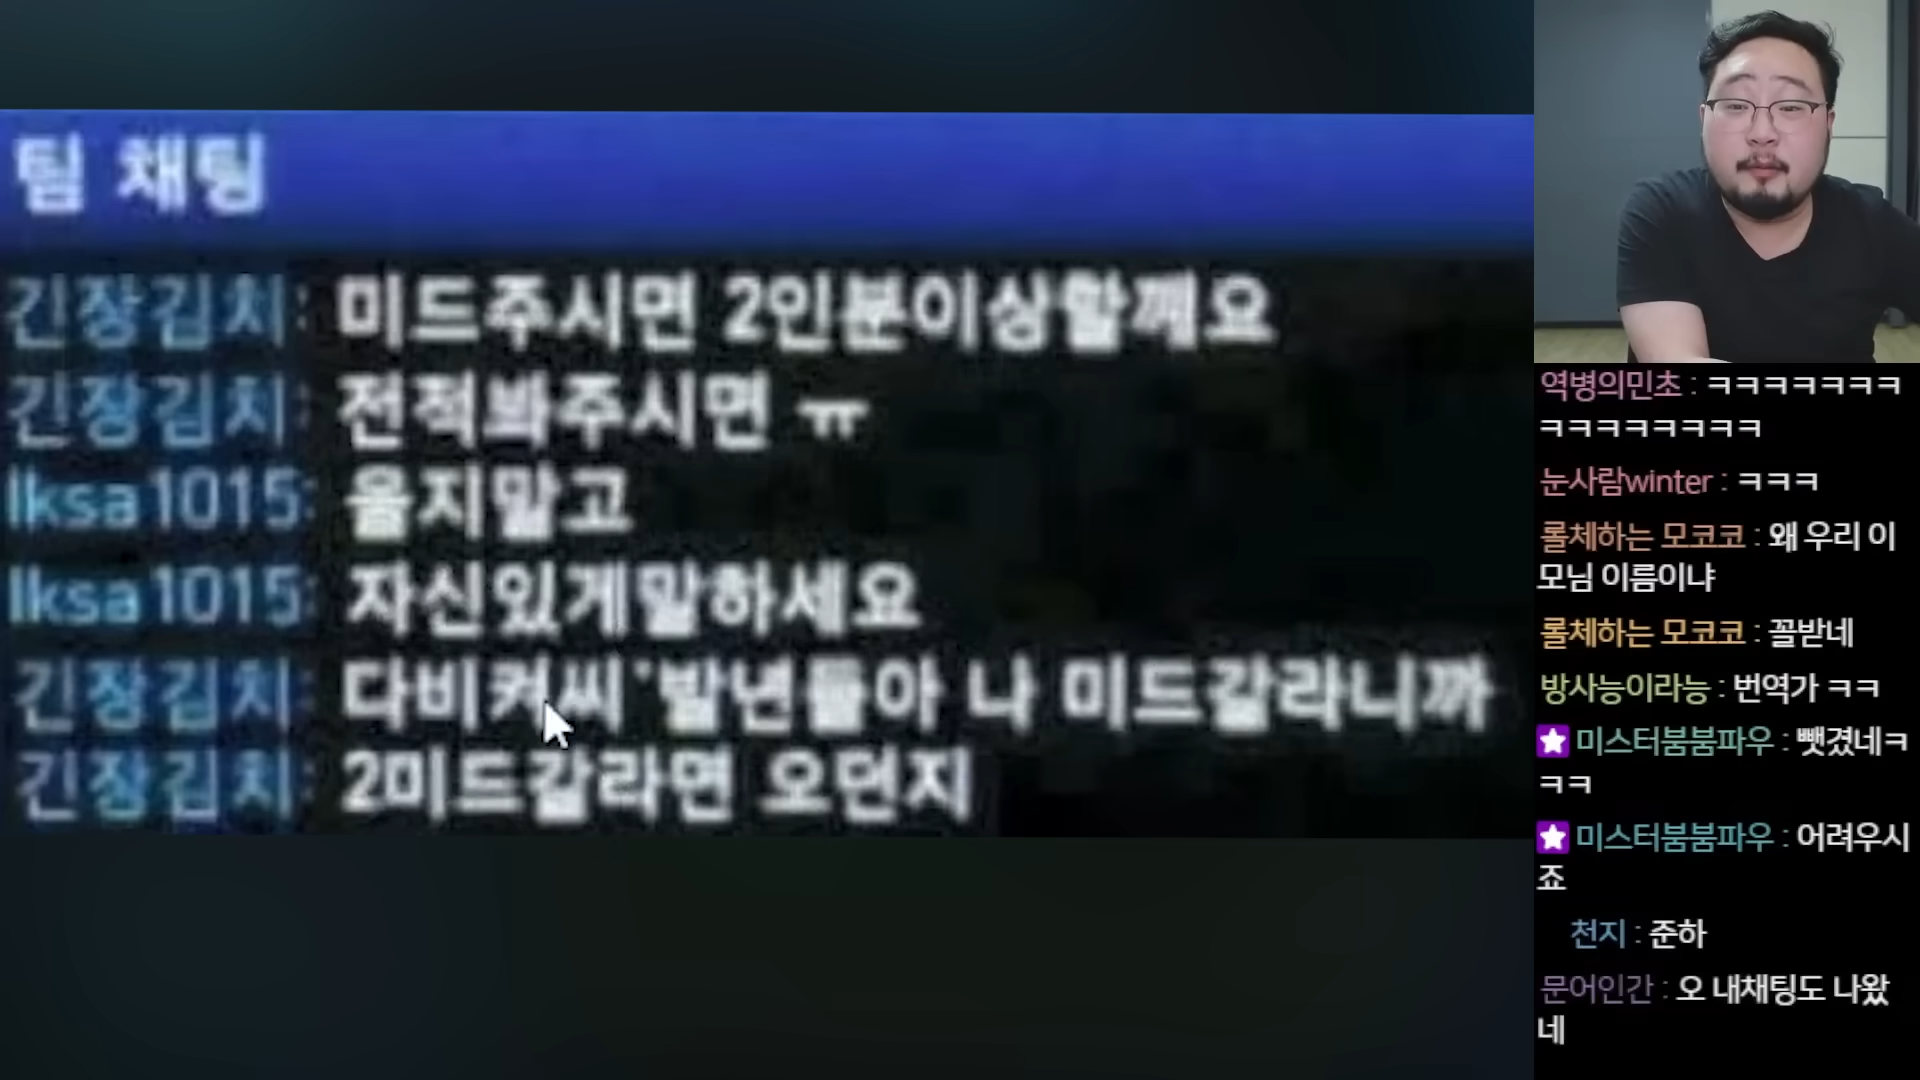 팀 채팅
긴장김치: 미드주시면 2인분이상할께요
긴장김치: 전적봐주시면 ㅠ
lksa1015: 울지말고
lksa1015: 자신있게말하세요
긴장김치: 다비켜씨발년들아 나 미드갈라니까
긴장김치: 2미드갈라면 오던지
역병의민초 : ㅋㅋㅋㅋㅋㅋㅋ
ㅋㅋㅋㅋㅋㅋㅋㅋ
눈사람winter : ㅋㅋㅋ
롤체하는 모코코 : 왜 우리 이
모님 이름이냐
롤체하는 모코코 : 꼴받네
방사능이라능 : 번역가 ㅋㅋ
미스터붐붐파우 : 뺏겼네ㅋ
ㅋㅋ
미스터붐붐파우 : 어려우시
죠
천지 : 준하
문어인간 : 오 내채팅도 나왔
네